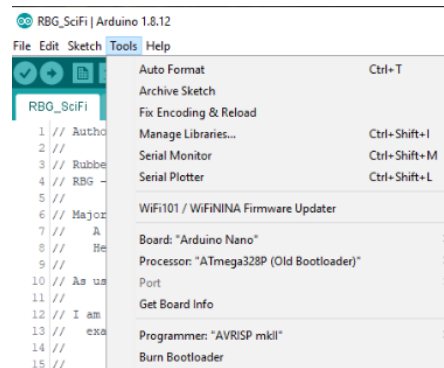 RBG_SciFi | Arduino 1.8.12
File Edit Sketch Tools Help
RBG_SciFi
Auto Format Ctrl+T
Archive Sketch
Fix Encoding & Reload
Manage Libraries... Ctrl+Shift+I
Serial Monitor Ctrl+Shift+M
Serial Plotter Ctrl+Shift+L
WiFi101 / WiFiNINA Firmware Updater
Board: "Arduino Nano"
Processor: "ATmega328P (Old Bootloader)"
Port
Get Board Info
Programmer: "AVRISP mkII"
Burn Bootloader
1 // Autho
2 //
3 // Rubbe
4 // RBG -
5 //
6 // Major
7 // A
8 // He
9 //
10 // As us
11 //
12 // I am
13 // exa
14 //
15 //